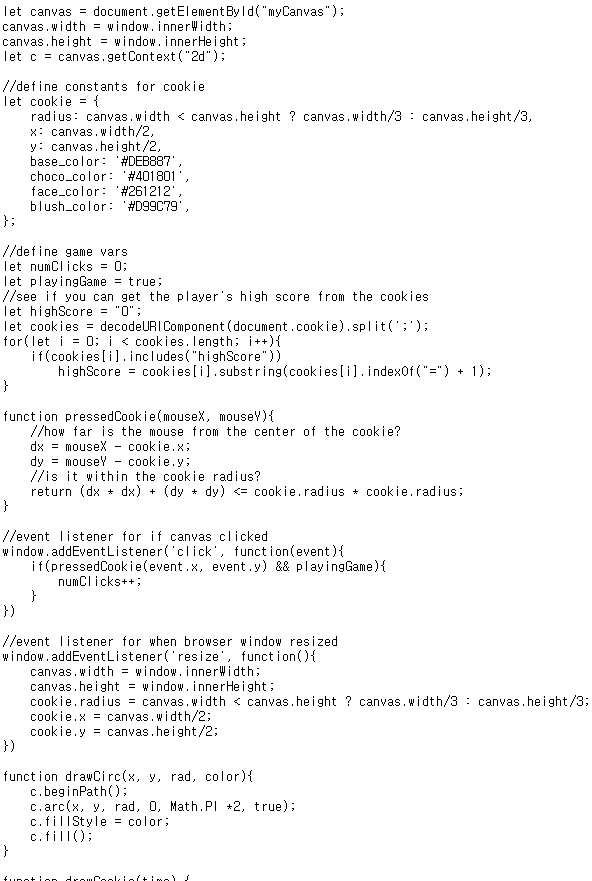 let canvas = document.getElementById("myCanvas");
canvas.width = window.innerWidth;
canvas.height = window.innerHeight;
let c = canvas.getContext("2d");

//define constants for cookie
let cookie = {
    radius: canvas.width < canvas.height ? canvas.width/3 : canvas.height/3,
    x: canvas.width/2,
    y: canvas.height/2,
    base_color: '#DEB887',
    choco_color: '#401801',
    face_color: '#261212',
    blush_color: '#D99C79',
};

//define game vars
let numClicks = 0;
let playingGame = true;
//see if you can get the player's high score from the cookies
let highScore = "0";
let cookies = decodeURIComponent(document.cookie).split(';');
for(let i = 0; i < cookies.length; i++){
    if(cookies[i].includes("highScore"))
        highScore = cookies[i].substring(cookies[i].indexOf("=") + 1);
}

function pressedCookie(mouseX, mouseY){
    //how far is the mouse from the center of the cookie?
    dx = mouseX - cookie.x;
    dy = mouseY - cookie.y;
    //is it within the cookie radius?
    return (dx * dx) + (dy * dy) <= cookie.radius * cookie.radius;
}

//event listener for if canvas clicked
window.addEventListener('click', function(event){
    if(pressedCookie(event.x, event.y) && playingGame){
        numClicks++;
    }
})

//event listener for when browser window resized
window.addEventListener('resize', function(){
    canvas.width = window.innerWidth;
    canvas.height = window.innerHeight;
    cookie.radius = canvas.width < canvas.height ? canvas.width/3 : canvas.height/3;
    cookie.x = canvas.width/2;
    cookie.y = canvas.height/2;
})

function drawCirc(x, y, rad, color){
    c.beginPath();
    c.arc(x, y, rad, 0, Math.PI *2, true);
    c.fillStyle = color;
    c.fill();
}

function drawCookie(time) {